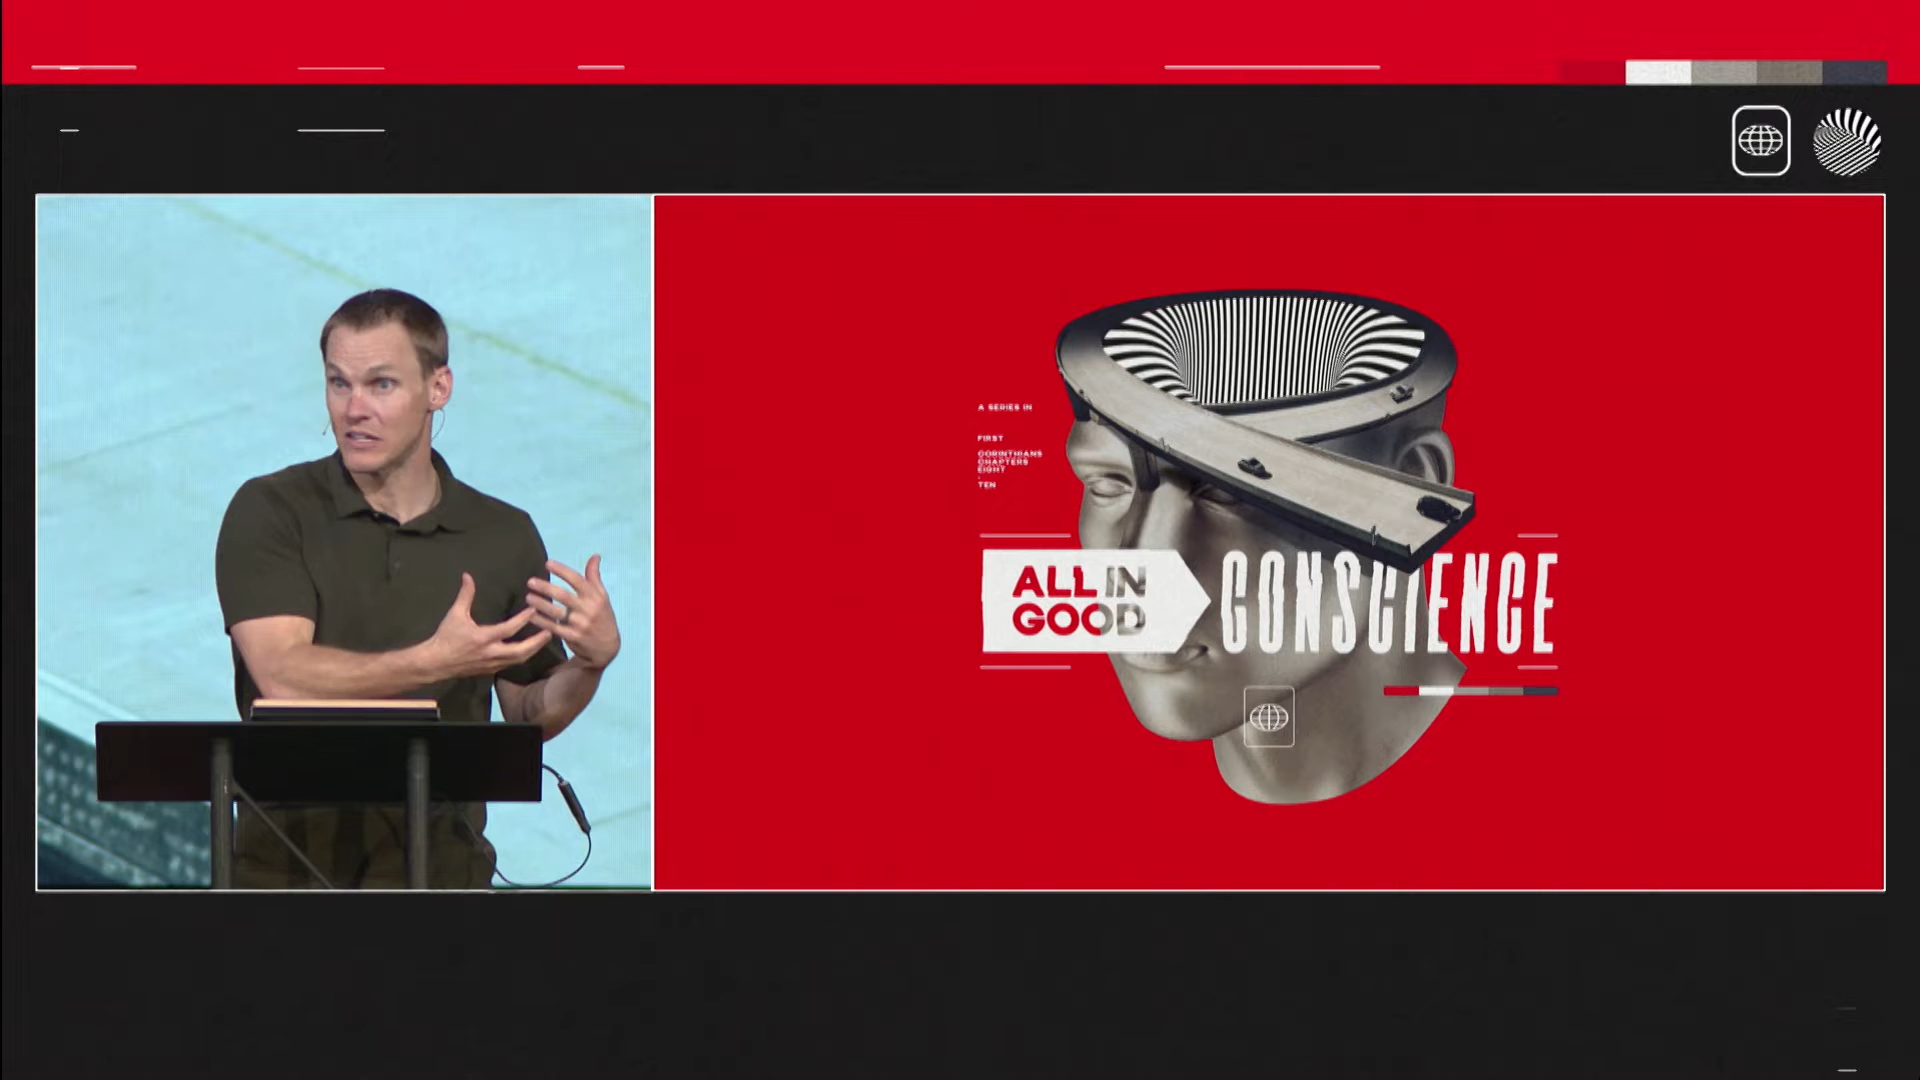 A SERIES IN
FIRST
CORINTHIANS
CHAPTERS
EIGHT
-
TEN
ALL IN
GOOD
CONSCIENCE